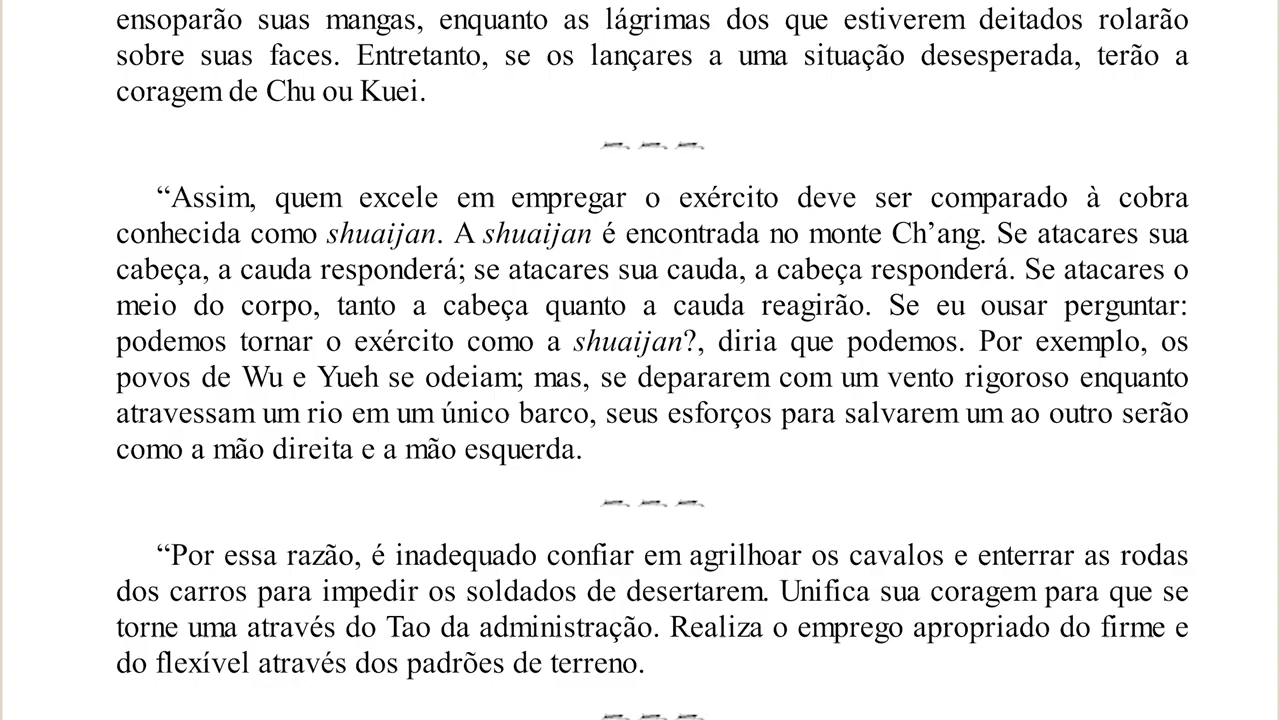 ensoparão suas mangas, enquanto as lágrimas dos que estiverem deitados rolarão
sobre suas faces. Entretanto, se os lançares a uma situação desesperada, terão a
coragem de Chu ou Kuei.
“Assim, quem excele em empregar o exército deve ser comparado à cobra
conhecida como shuaijan. A shuaijan é encontrada no monte Ch’ang. Se atacares sua
cabeça, a cauda responderá; se atacares sua cauda, a cabeça responderá. Se atacares o
meio do corpo, tanto a cabeça quanto a cauda reagirão. Se eu ousar perguntar:
podemos tornar o exército como a shuaijan?, diria que podemos. Por exemplo, os
povos de Wu e Yueh se odeiam; mas, se depararem com um vento rigoroso enquanto
atravessam um rio em um único barco, seus esforços para salvarem um ao outro serão
como a mão direita e a mão esquerda.
“Por essa razão, é inadequado confiar em agrilhoar os cavalos e enterrar as rodas
dos carros para impedir os soldados de desertarem. Unifica sua coragem para que se
torne uma através do Tao da administração. Realiza o emprego apropriado do firme e
do flexível através dos padrões de terreno.